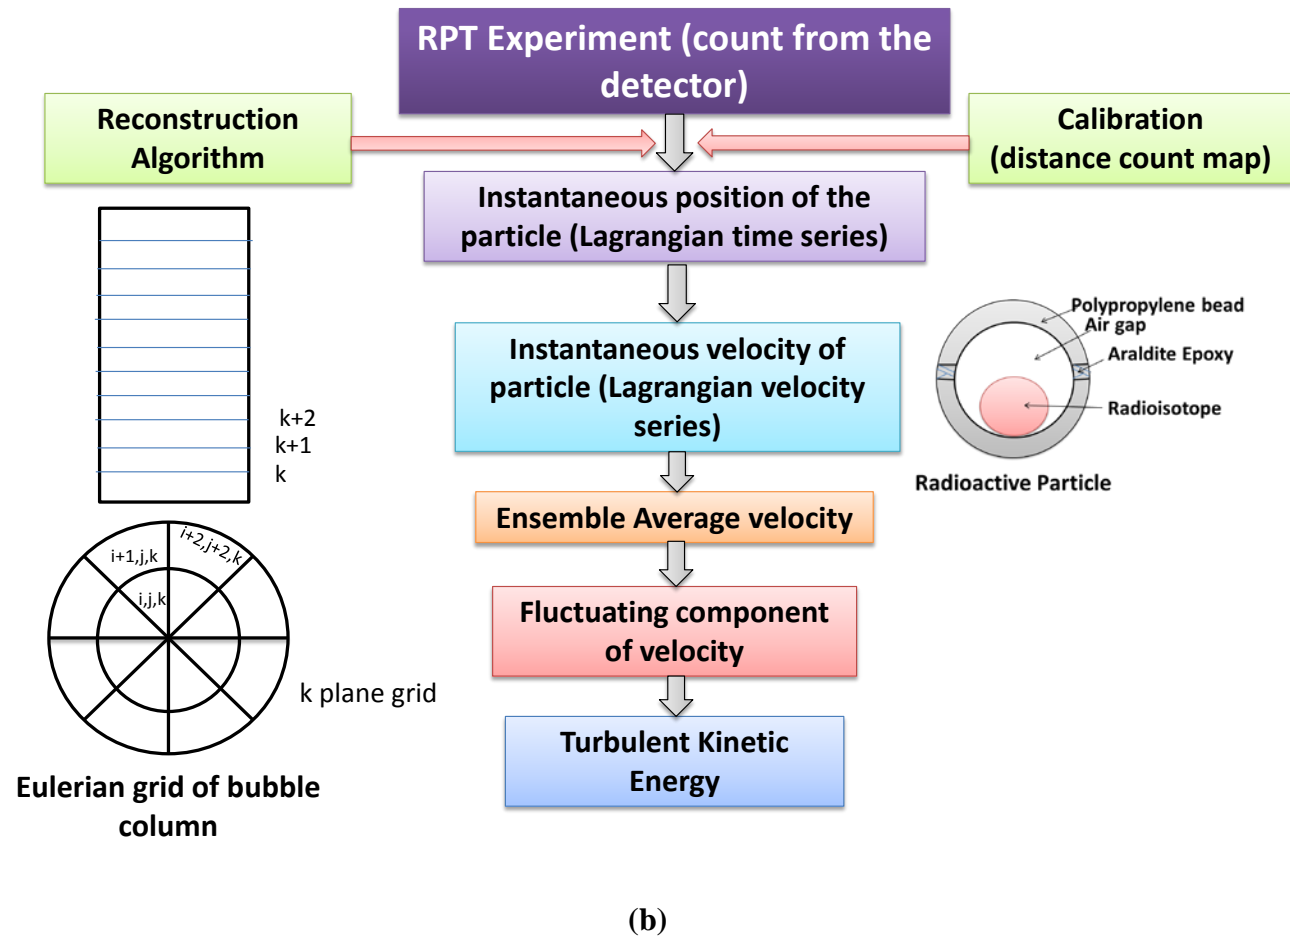 RPT Experiment (count from the
detector)
Reconstruction
Algorithm
Calibration
(distance count map)
Instantaneous position of the
particle (Lagrangian time series)
Instantaneous velocity of
particle (Lagrangian velocity
series)
Ensemble Average velocity
Fluctuating component
of velocity
Turbulent Kinetic
Energy
k+2
k+1
k
i+1,j,k
i+2,j+2,k
i,j,k
k plane grid
Eulerian grid of bubble
column
Polypropylene bead
Air gap
Araldite Epoxy
Radioisotope
Radioactive Particle
(b)